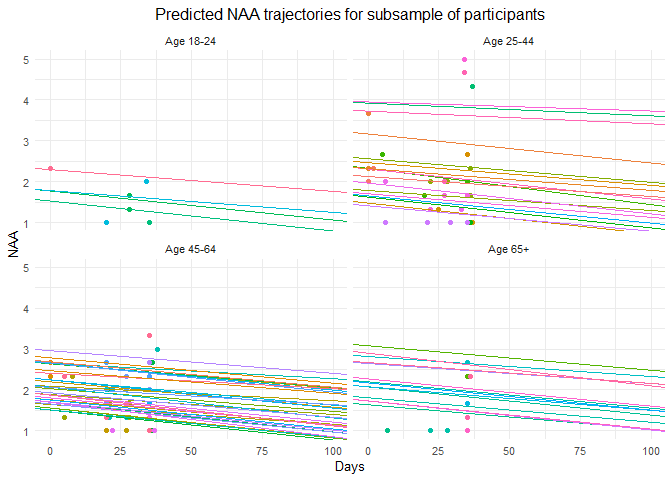 Predicted NAA trajectories for subsample of participants
Age 18-24
Age 25-44
5
4
3
2
1
NAA
Age 45-64
Age 65+
5
4
3
2
1
0
25
50
75
100
0
25
50
75
100
Days